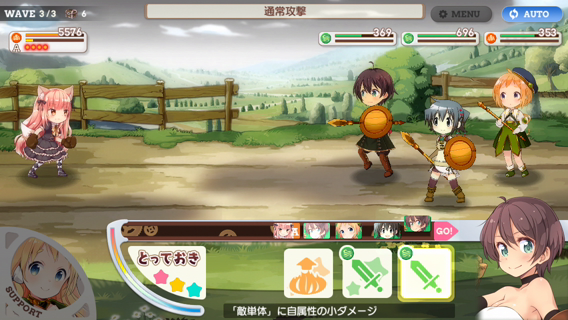 WAVE 3/3 6
通常攻撃
MENU
AUTO
5576
A
369
696
353
GO!
とっておき
SUPPORT
「敵単体」に自属性の小ダメージ